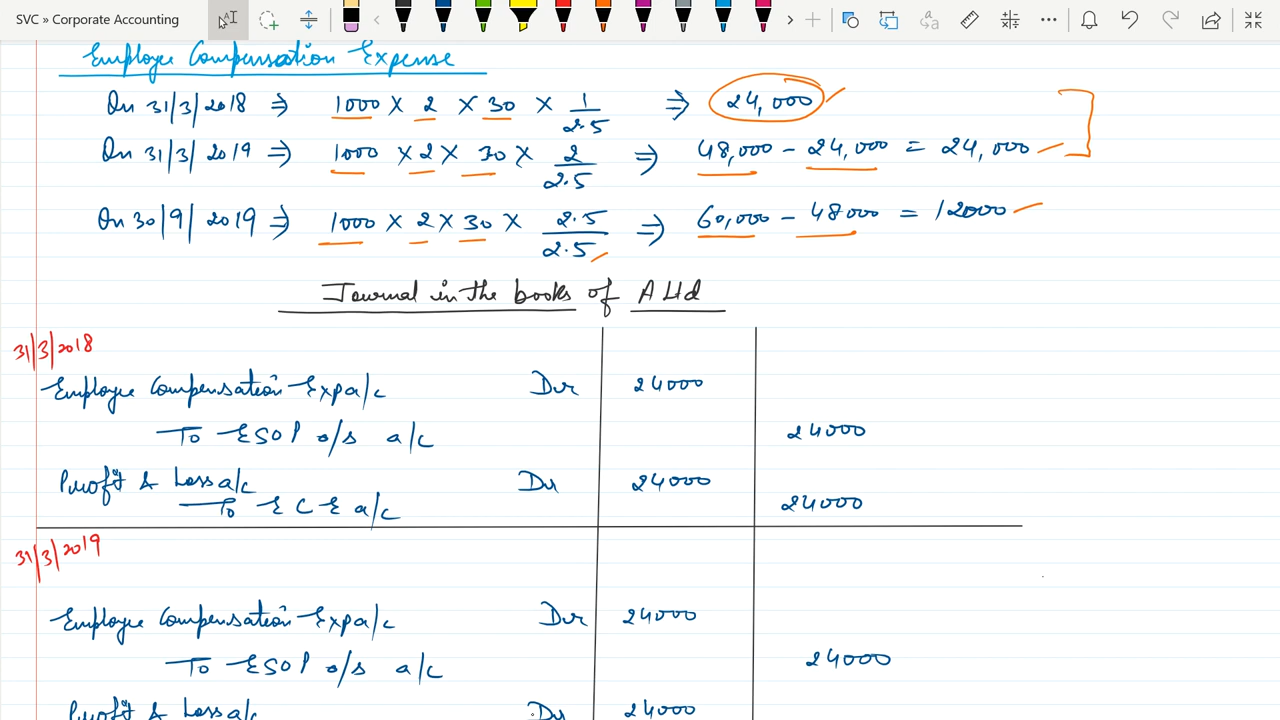 SVC » Corporate Accounting
Employee Compensation Expense
On 31/3/2018 ⇒ 1000 × 2 × 30 × 1/2.5 ⇒ 24,000
On 31/3/2019 ⇒ 1000 × 2 × 30 × 2/2.5 ⇒ 48,000 - 24,000 = 24,000
On 30/9/2019 ⇒ 1000 × 2 × 30 × 2.5/2.5 ⇒ 60,000 - 48000 = 12000
Journal in the books of A Ltd
31/3/2018
Employee Compensation Exp a/c Dr 24000
To ESOP o/s a/c 24000
Profit & Loss a/c Dr 24000
To E C E a/c 24000
31/3/2019
Employee Compensation Exp a/c Dr 24000
To ESOP o/s a/c 24000
Profit & Loss a/c Dr 24000